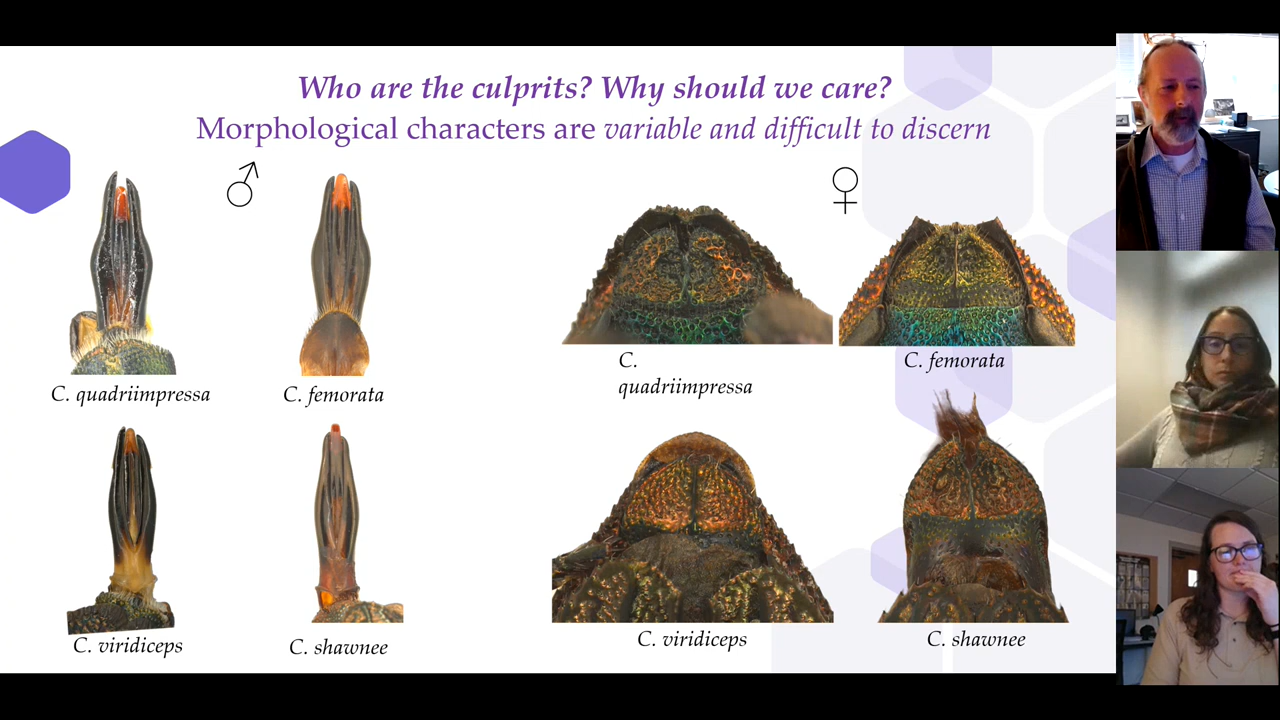 Who are the culprits? Why should we care?
Morphological characters are variable and difficult to discern
♂
♀
C. quadriimpressa
C. femorata
C.
quadriimpressa
C. femorata
C. viridiceps
C. shawnee
C. viridiceps
C. shawnee